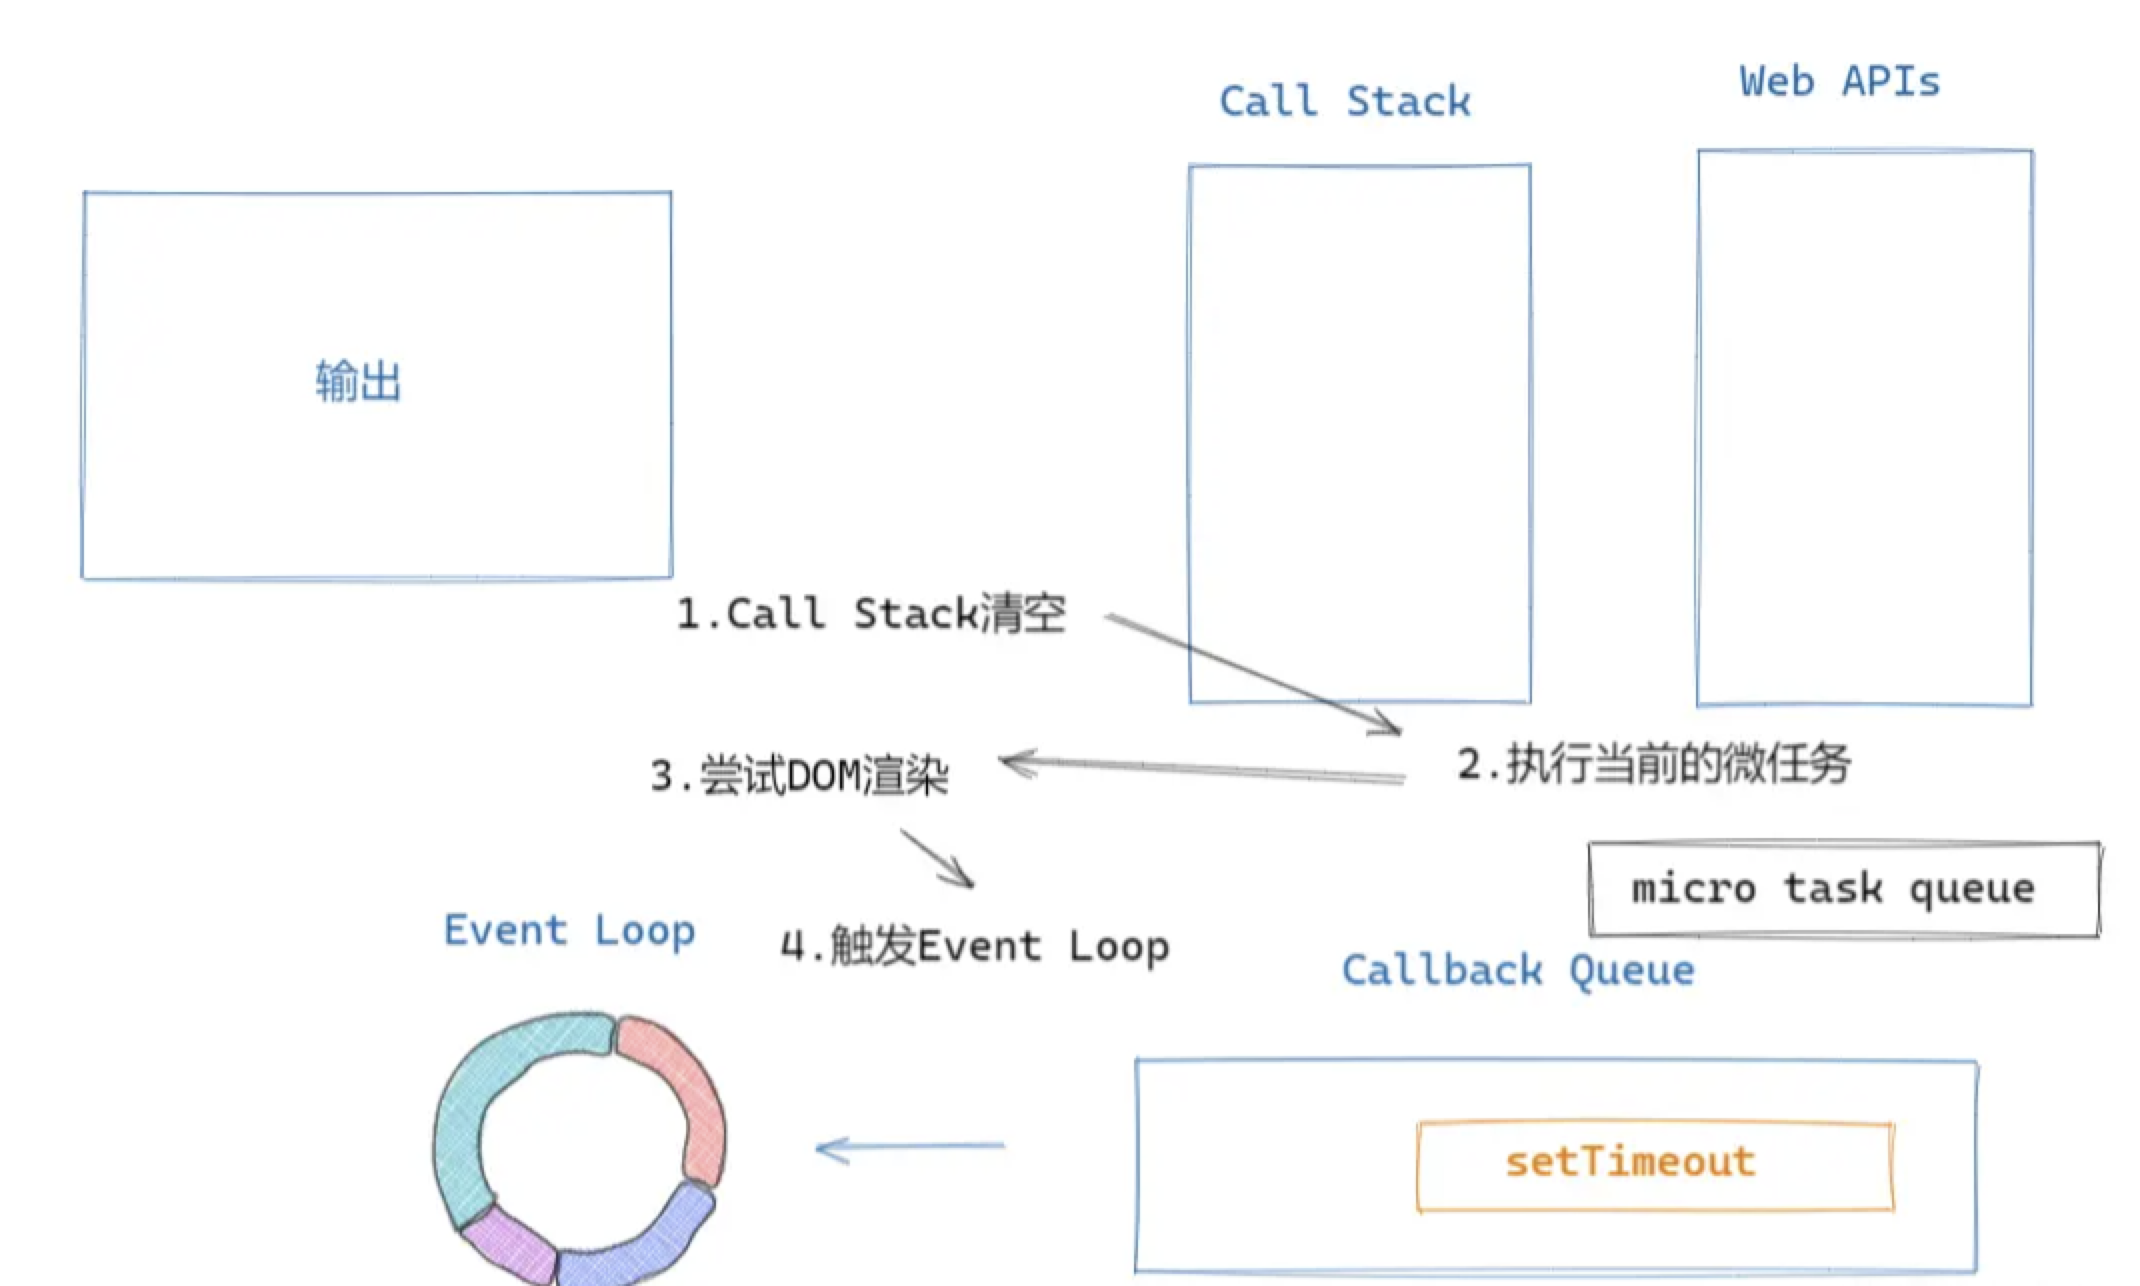 Call Stack
Web APIs
输出
1.Call Stack清空
2.执行当前的微任务
3.尝试DOM渲染
micro task queue
Event Loop
4.触发Event Loop
Callback Queue
setTimeout